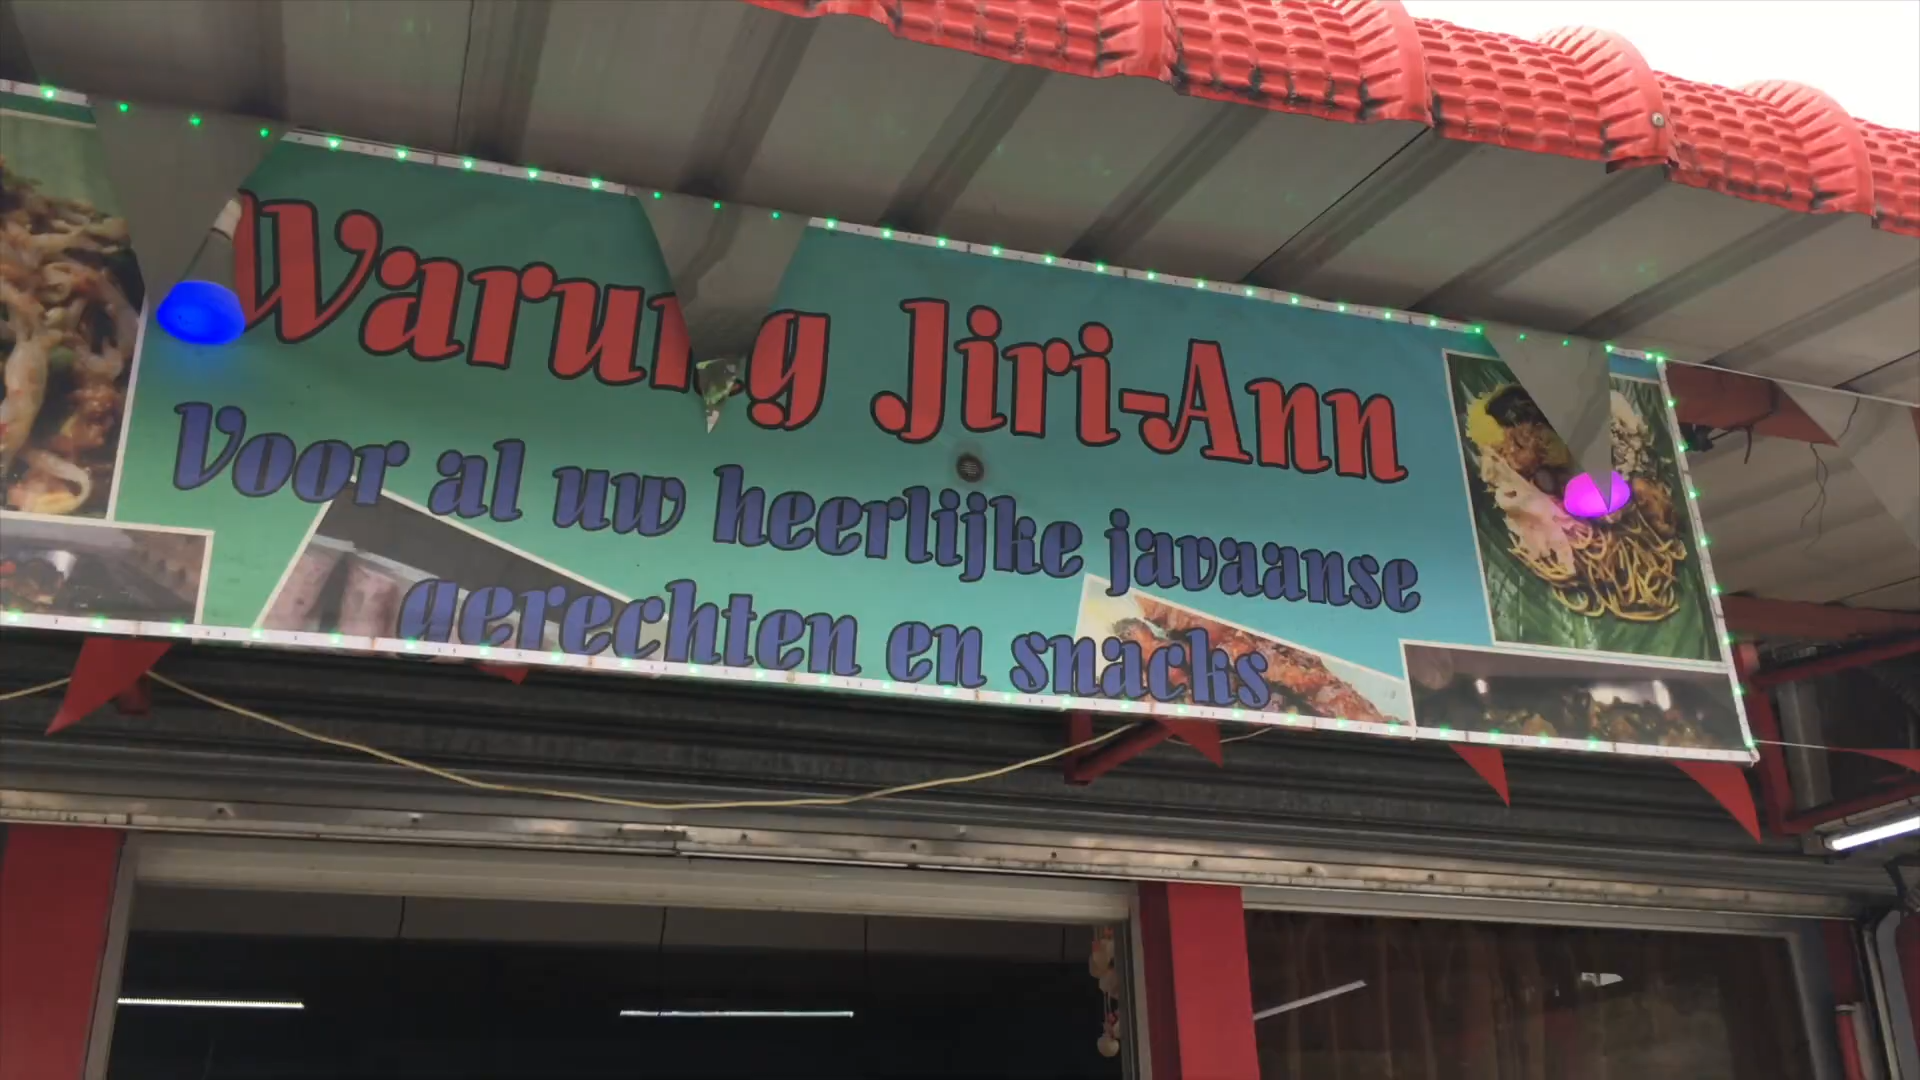 Warung Jiri-Ann
Voor al uw heerlijke javaanse
gerechten en snacks